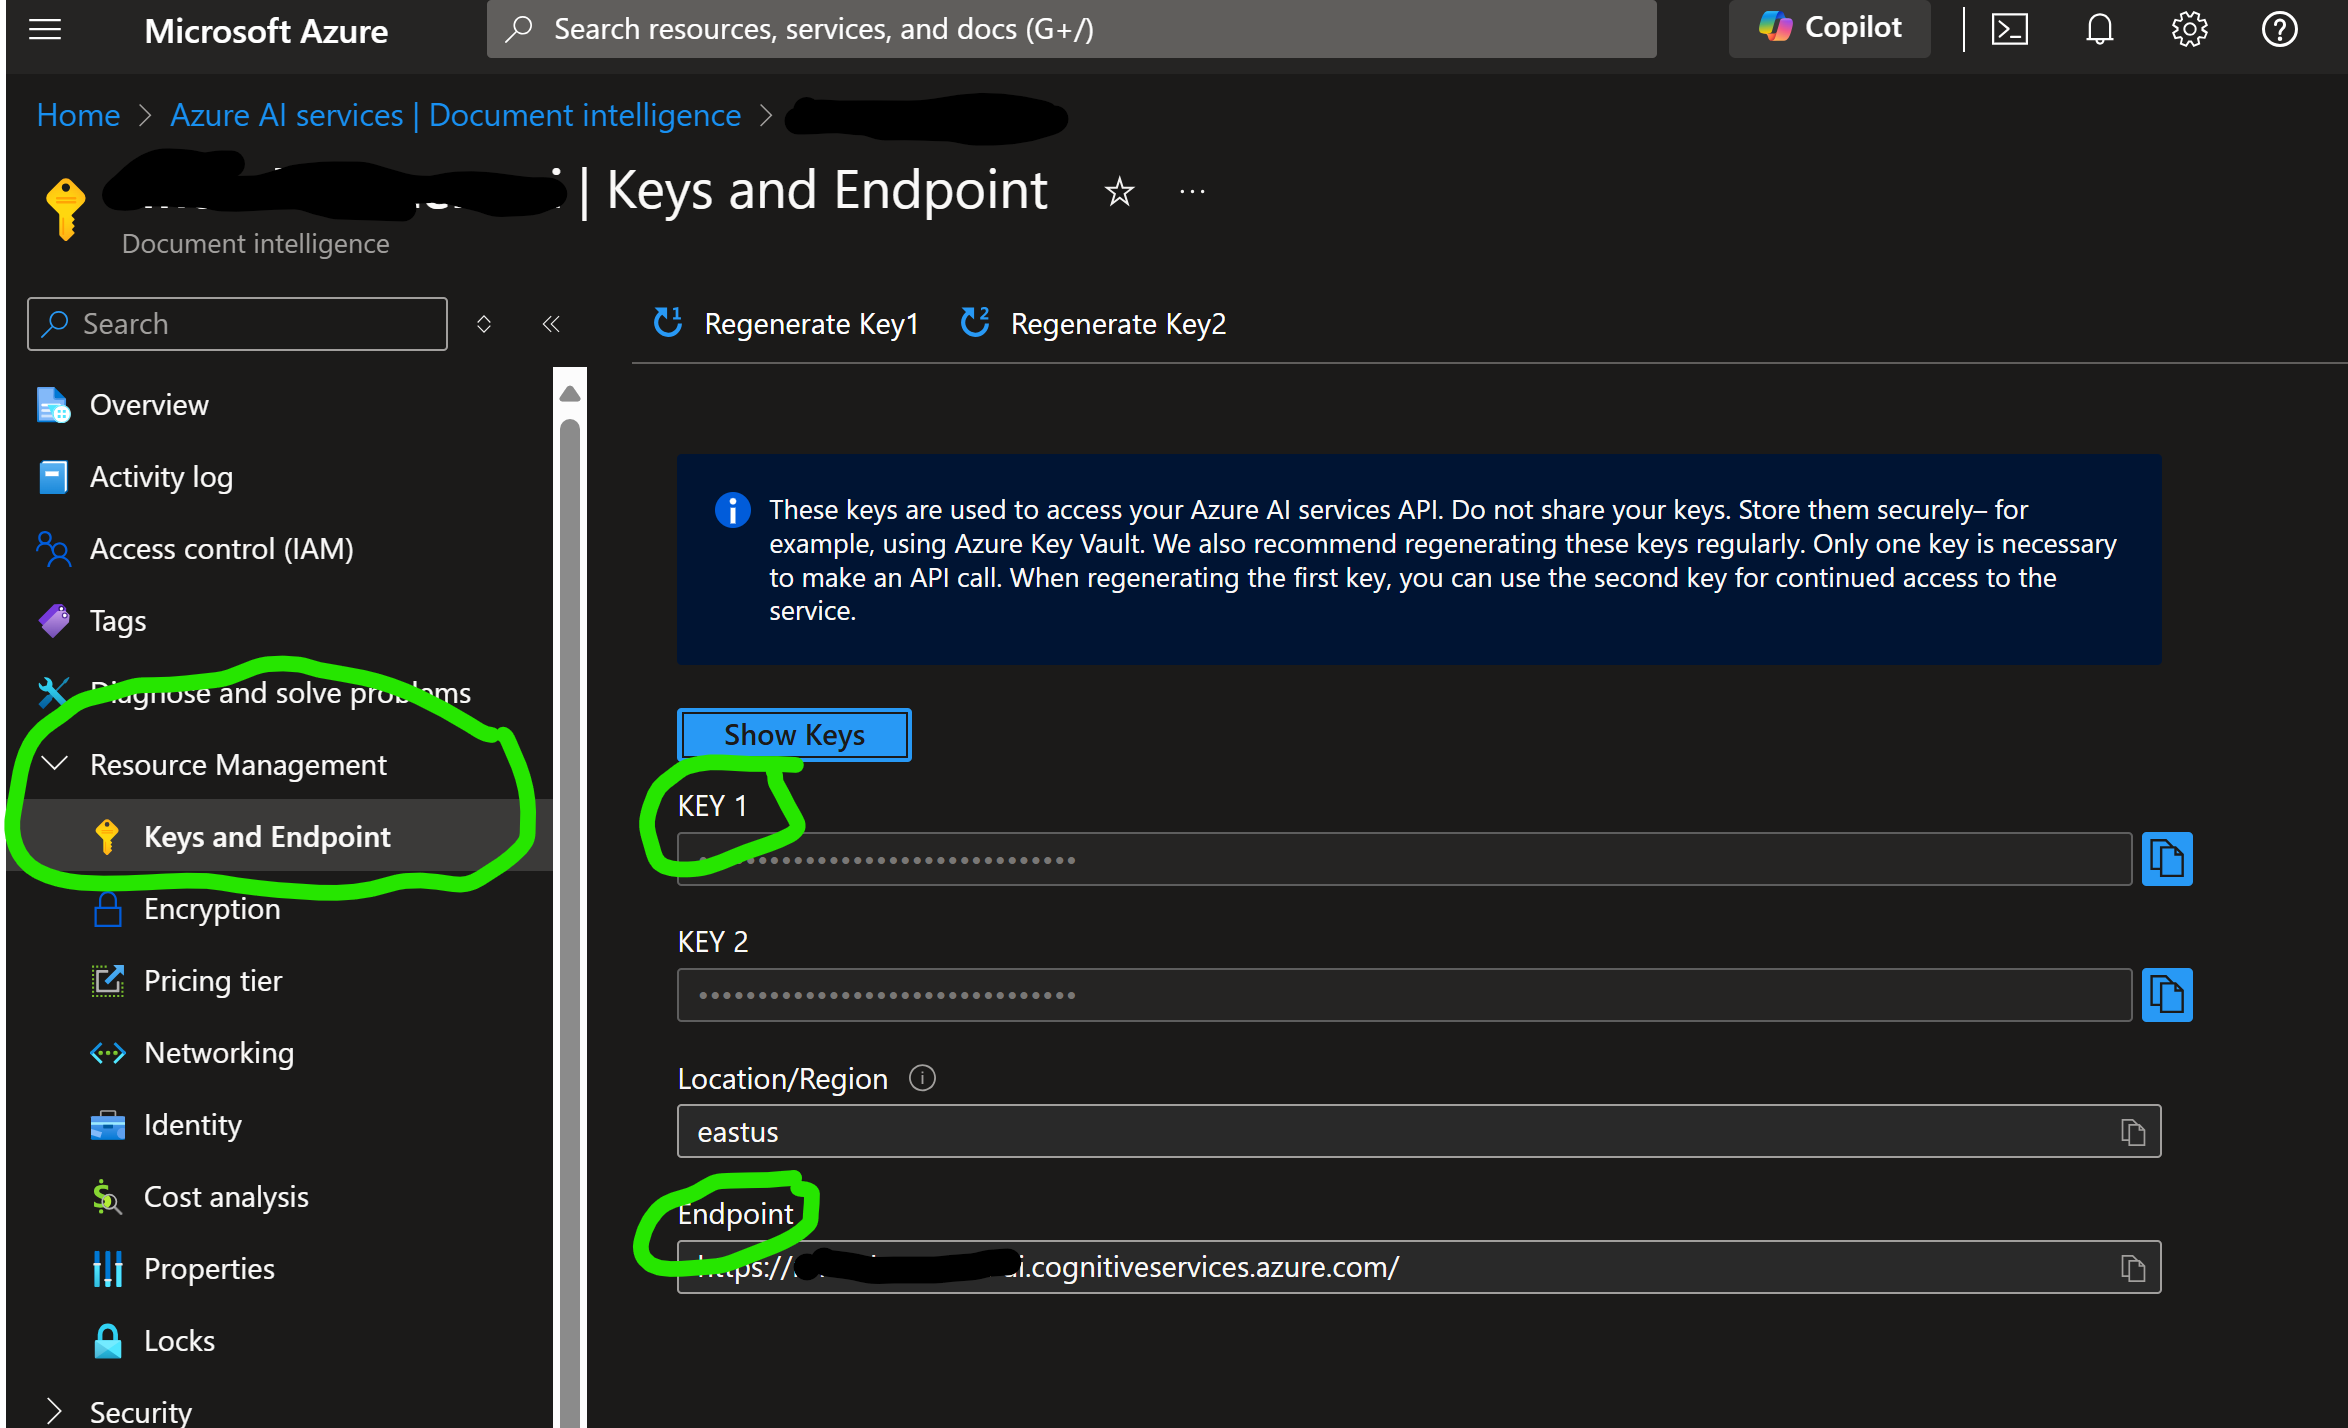 Microsoft Azure
Search resources, services, and docs (G+/)
Copilot
Home > Azure AI services | Document intelligence >
| Keys and Endpoint
Document intelligence
Search
Regenerate Key1
Regenerate Key2
Overview
Activity log
Access control (IAM)
Tags
Diagnose and solve problems
Resource Management
Keys and Endpoint
Encryption
Pricing tier
Networking
Identity
Cost analysis
Properties
Locks
Security
These keys are used to access your Azure AI services API. Do not share your keys. Store them securely– for
example, using Azure Key Vault. We also recommend regenerating these keys regularly. Only one key is necessary
to make an API call. When regenerating the first key, you can use the second key for continued access to the
service.
Show Keys
KEY 1
KEY 2
Location/Region
eastus
Endpoint
https:// i.cognitiveservices.azure.com/